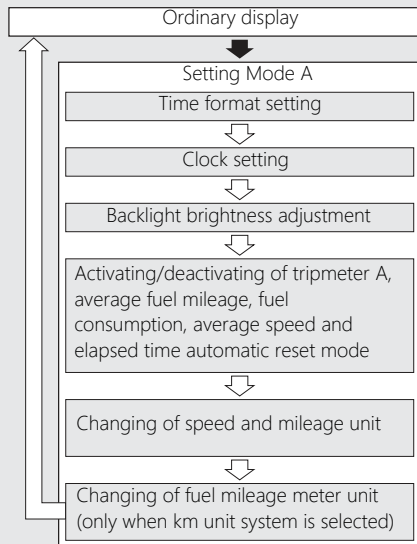 Ordinary display
Setting Mode A
Time format setting
Clock setting
Backlight brightness adjustment
Activating/deactivating of tripmeter A,
average fuel mileage, fuel
consumption, average speed and
elapsed time automatic reset mode
Changing of speed and mileage unit
Changing of fuel mileage meter unit
(only when km unit system is selected)